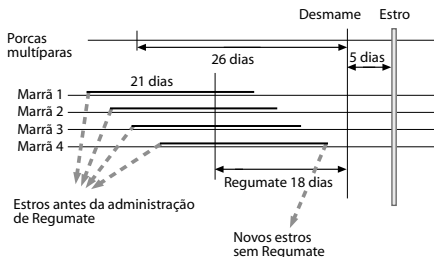 Desmame
Estro
Porcas
multíparas
26 dias
5 dias
21 dias
Marrã 1
Marrã 2
Marrã 3
Marrã 4
Regumate 18 dias
Estros antes da administração
de Regumate
Novos estros
sem Regumate